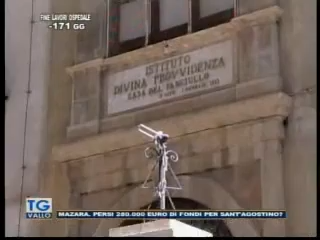 FINE LAVORI OSPEDALE
-171 GG
ISTITUTO
DIVINA PROVVIDENZA
CASA DEL FANCIULLO
TG
VALLO
MAZARA. PERSI 280.000 EURO DI FONDI PER SANT'AGOSTINO?